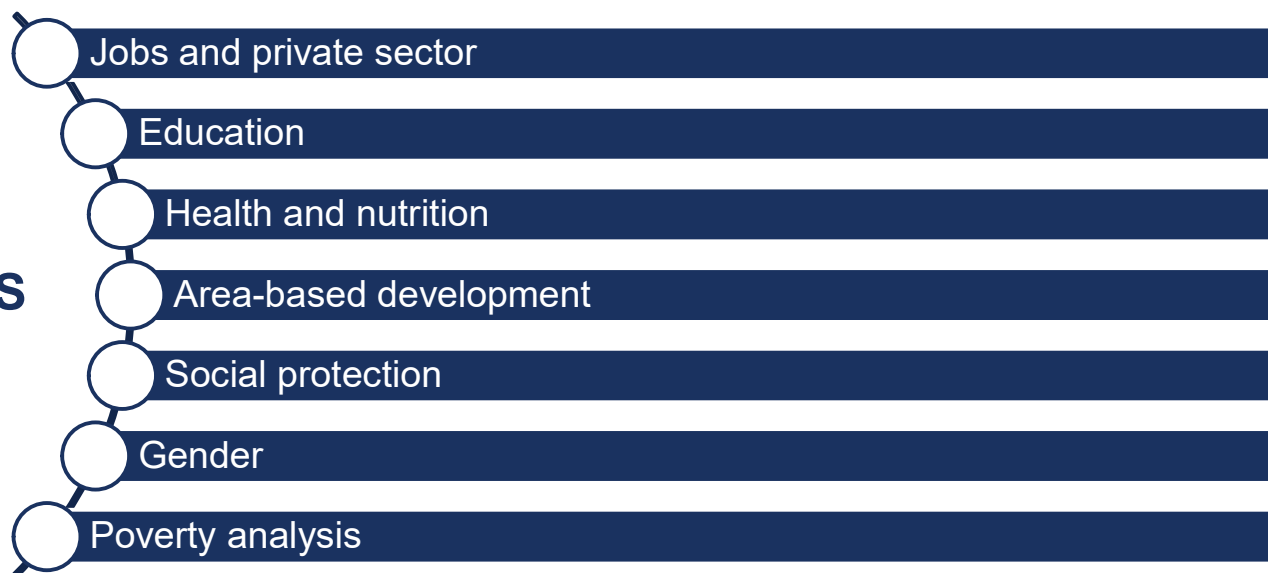 Jobs and private sector
Education
Health and nutrition
Area-based development
s
Social protection
Gender
Poverty analysis